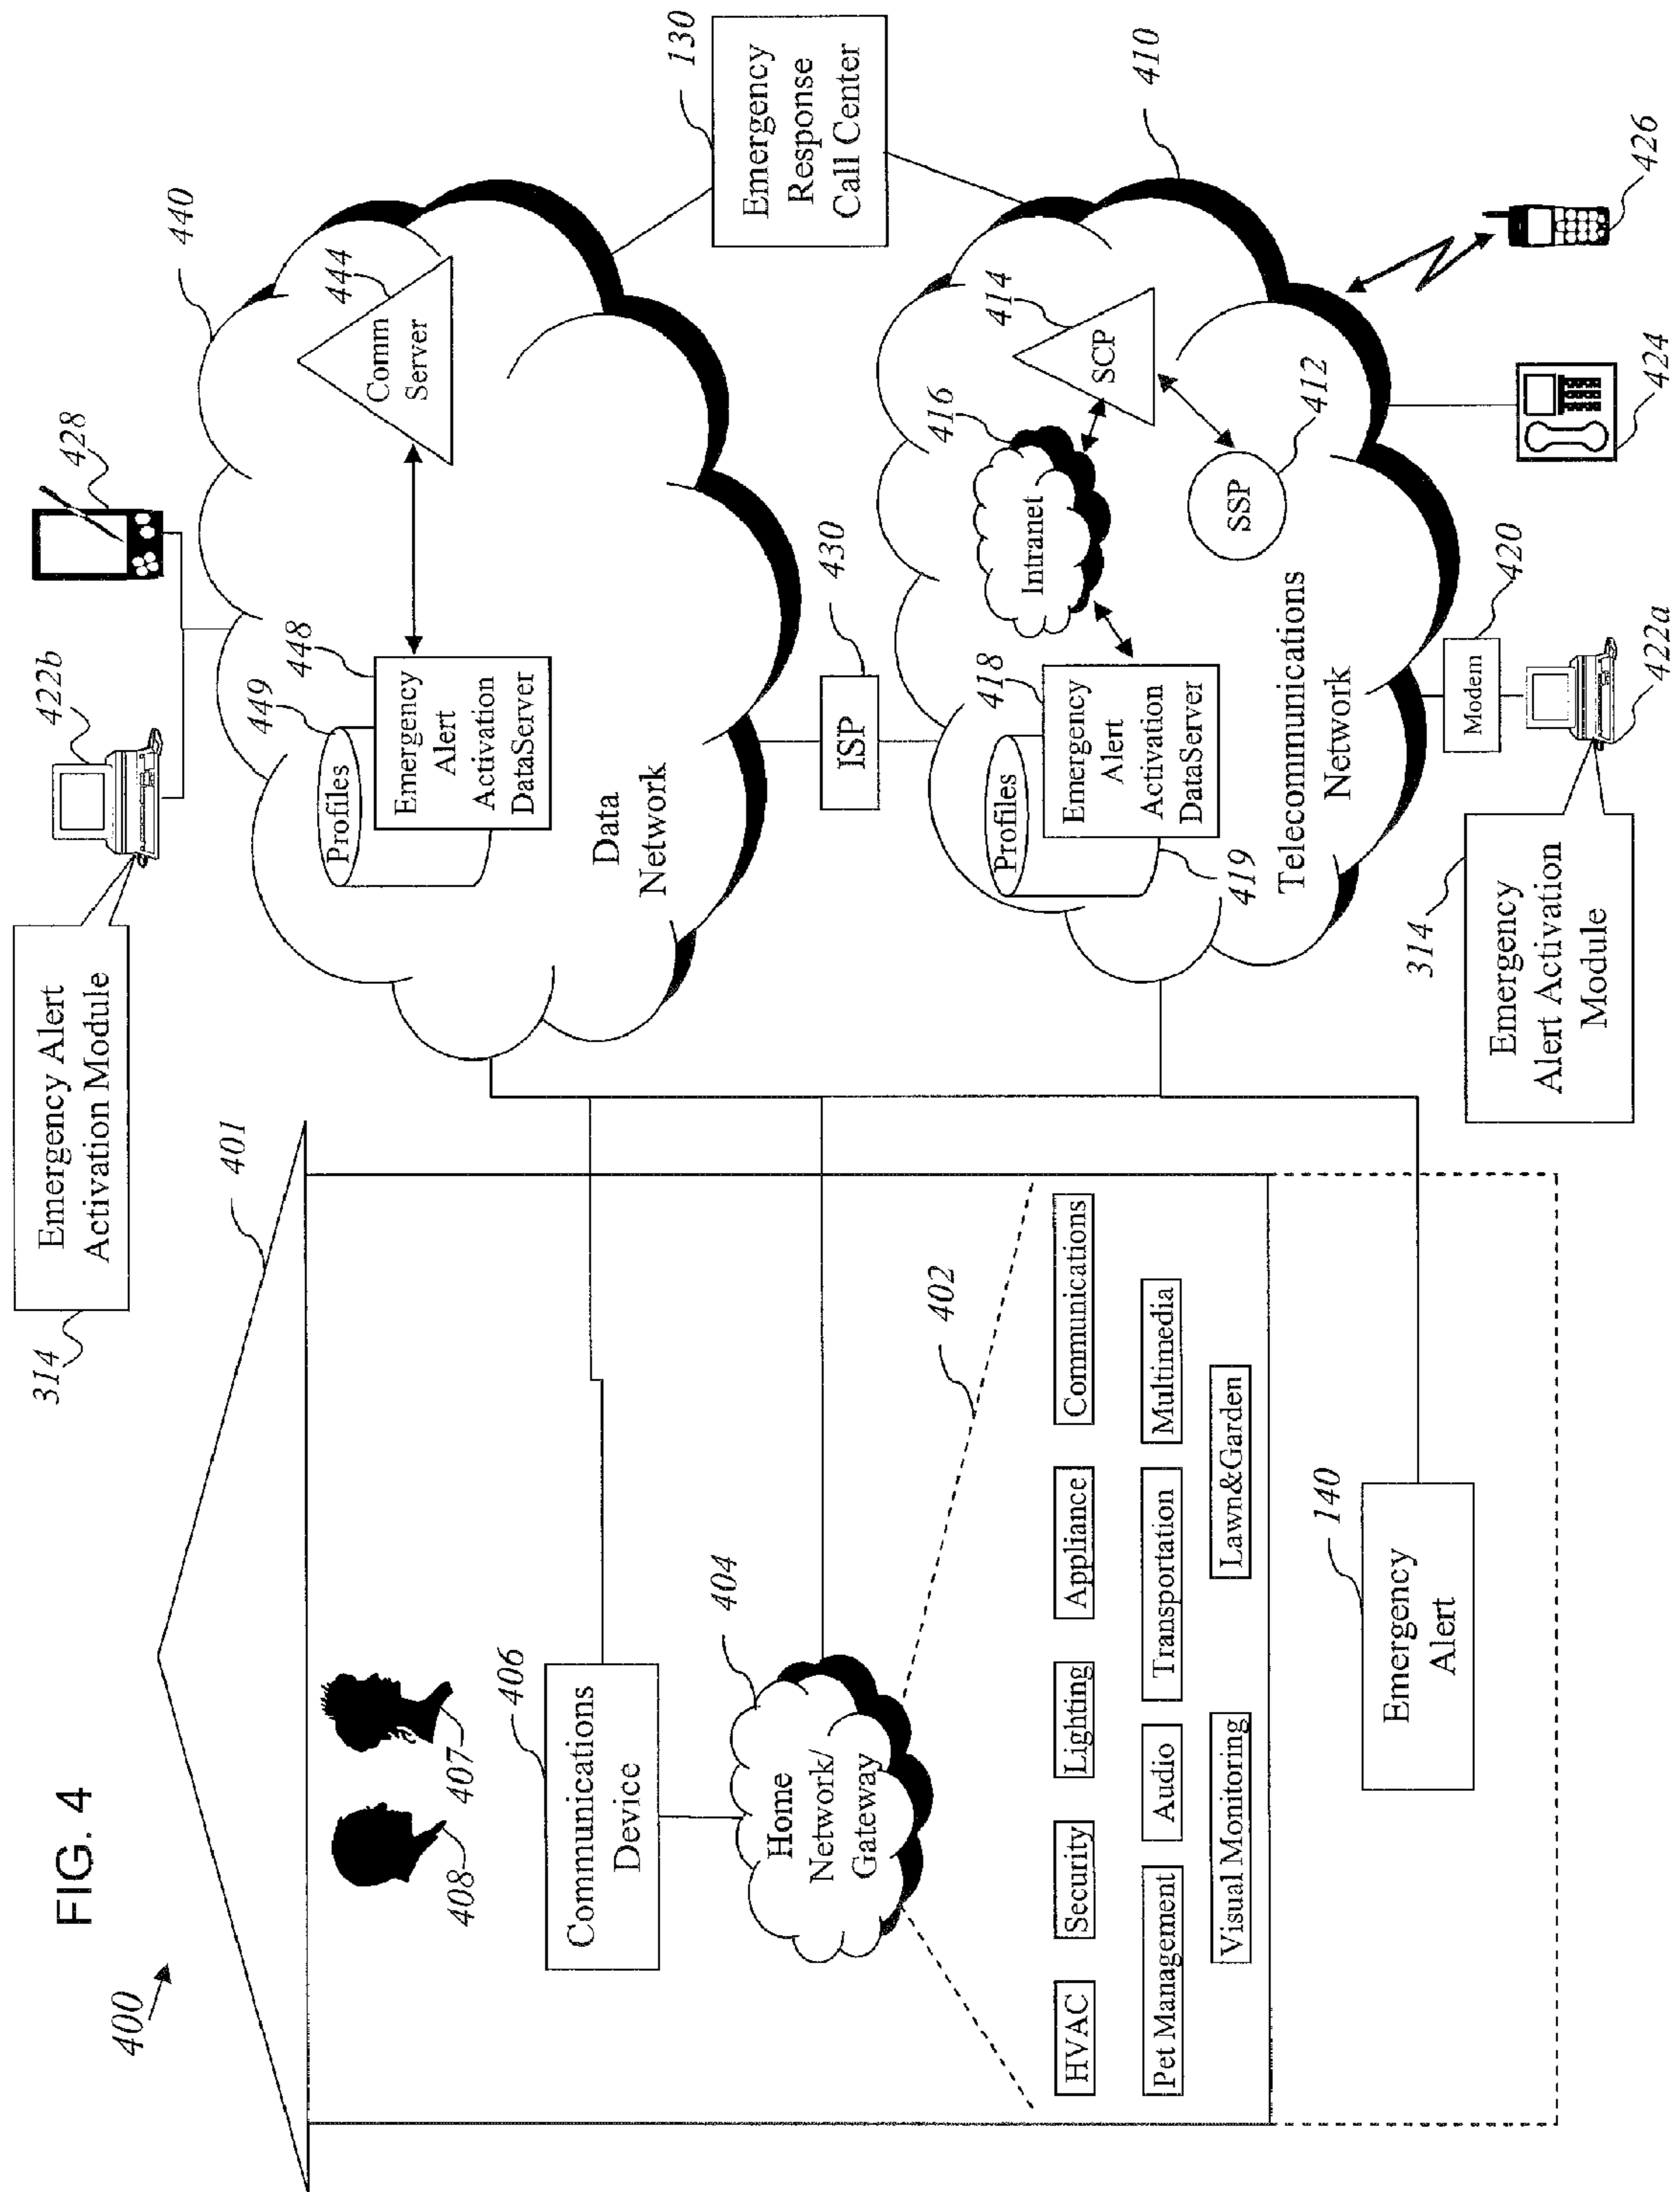 FIG. 4
400
314
Emergency Alert
Activation Module
401
422b
428
440
408
407
406
Communications
Device
404
Home
Network/
Gateway
402
HVAC
Security
Lighting
Appliance
Communications
Pet Management
Audio
Transportation
Multimedia
Visual Monitoring
Lawn&Garden
140
Emergency
Alert
449
Profiles
448
Emergency
Alert
Activation
DataServer
444
Comm
Server
Data
Network
430
ISP
130
Emergency
Response
Call Center
410
416
Intranet
414
SCP
412
SSP
418
Profiles
Emergency
Alert
Activation
DataServer
419
Telecommunications
Network
420
Modem
422a
424
426
314
Emergency
Alert Activation
Module